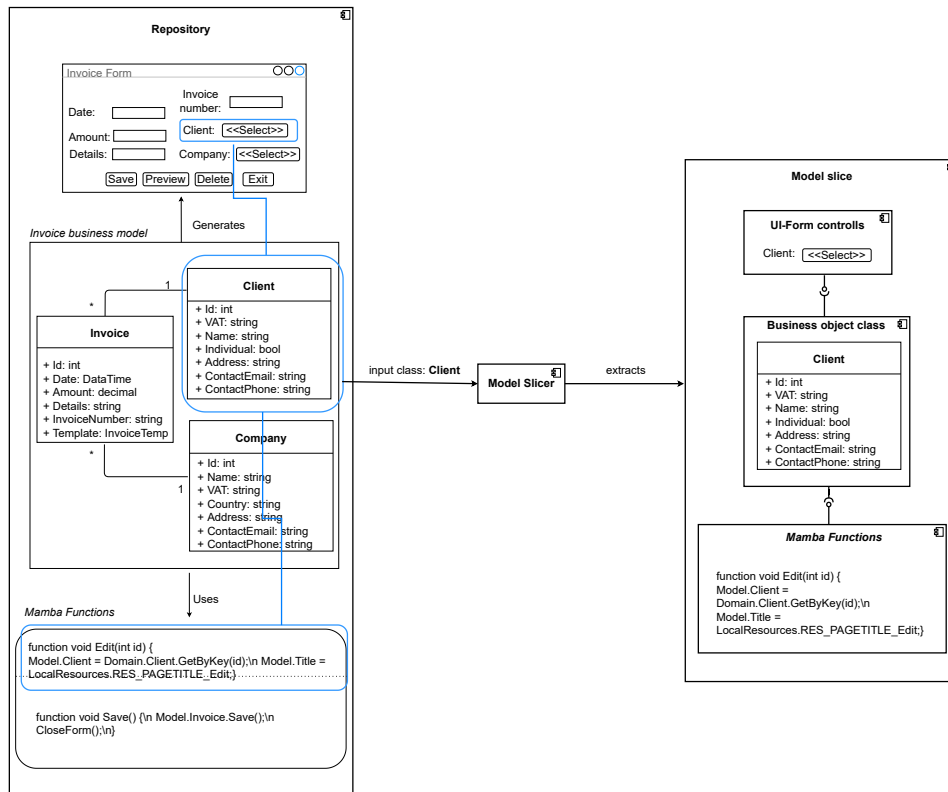 Repository
Invoice Form
Date:
Invoice
number:
Amount:
Client: <<Select>>
Details:
Company: <<Select>>
Save Preview Delete Exit
Generates
Invoice business model
1
*
Client
+ Id: int
+ VAT: string
+ Name: string
+ Individual: bool
+ Address: string
+ ContactEmail: string
+ ContactPhone: string
Invoice
+ Id: int
+ Date: DataTime
+ Amount: decimal
+ Details: string
+ InvoiceNumber: string
+ Template: InvoiceTemp
*
1
Company
+ Id: int
+ Name: string
+ VAT: string
+ Country: string
+ Address: string
+ ContactEmail: string
+ ContactPhone: string
Uses
Mamba Functions
function void Edit(int id) {
Model.Client = Domain.Client.GetByKey(id);\n Model.Title =
LocalResources.RES_PAGETITLE_Edit;}
function void Save() {\n Model.Invoice.Save();\n
CloseForm();\n}
input class: Client
Model Slicer
extracts
Model slice
UI-Form controlls
Client: <<Select>>
Business object class
Client
+ Id: int
+ VAT: string
+ Name: string
+ Individual: bool
+ Address: string
+ ContactEmail: string
+ ContactPhone: string
Mamba Functions
function void Edit(int id) {
Model.Client =
Domain.Client.GetByKey(id);\n
Model.Title =
LocalResources.RES_PAGETITLE_Edit;}